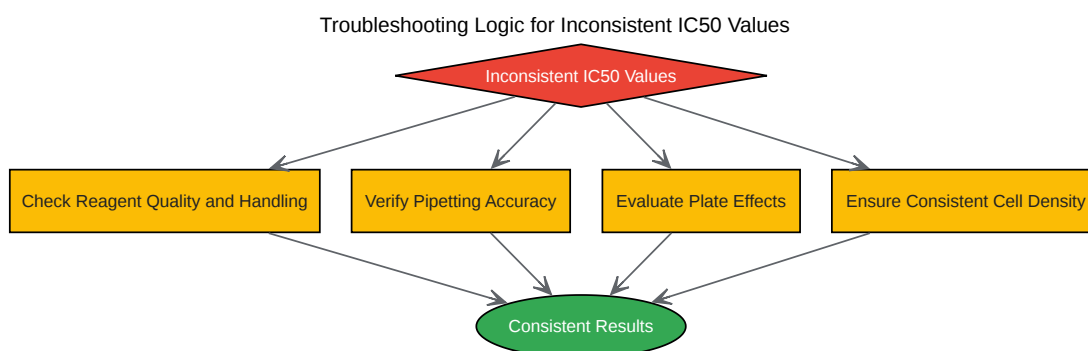 Troubleshooting Logic for Inconsistent IC50 Values
Inconsistent IC50 Values
Check Reagent Quality and Handling
Verify Pipetting Accuracy
Evaluate Plate Effects
Ensure Consistent Cell Density
Consistent Results